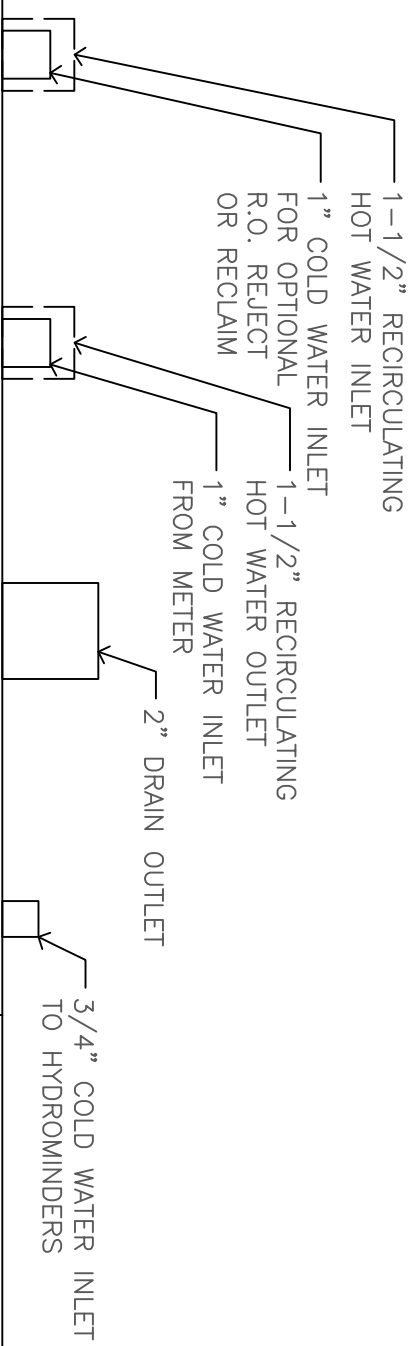 1-1/2" RECIRCULATING
HOT WATER INLET
1" COLD WATER INLET
FOR OPTIONAL
R.O. REJECT
OR RECLAIM
1-1/2" RECIRCULATING
HOT WATER OUTLET
1" COLD WATER INLET
FROM METER
2" DRAIN OUTLET
3/4" COLD WATER INLET
TO HYDROMINDERS